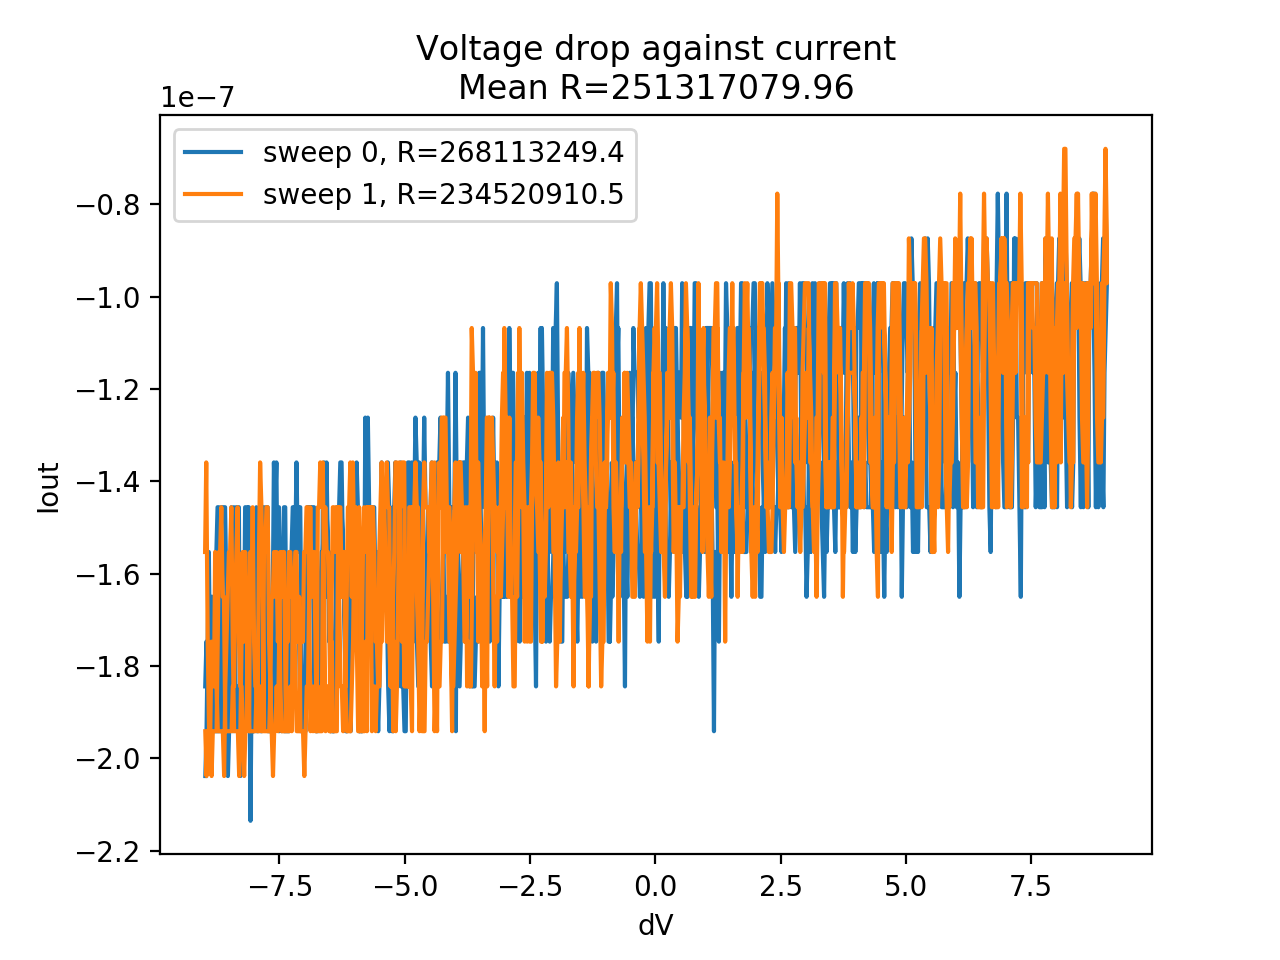 Voltage drop against current
Mean R=251317079.96
1e−7
sweep 0, R=268113249.4
sweep 1, R=234520910.5
−0.8
−1.0
−1.2
−1.4
−1.6
−1.8
−2.0
−2.2
Iout
−7.5 −5.0 −2.5 0.0 2.5 5.0 7.5
dV